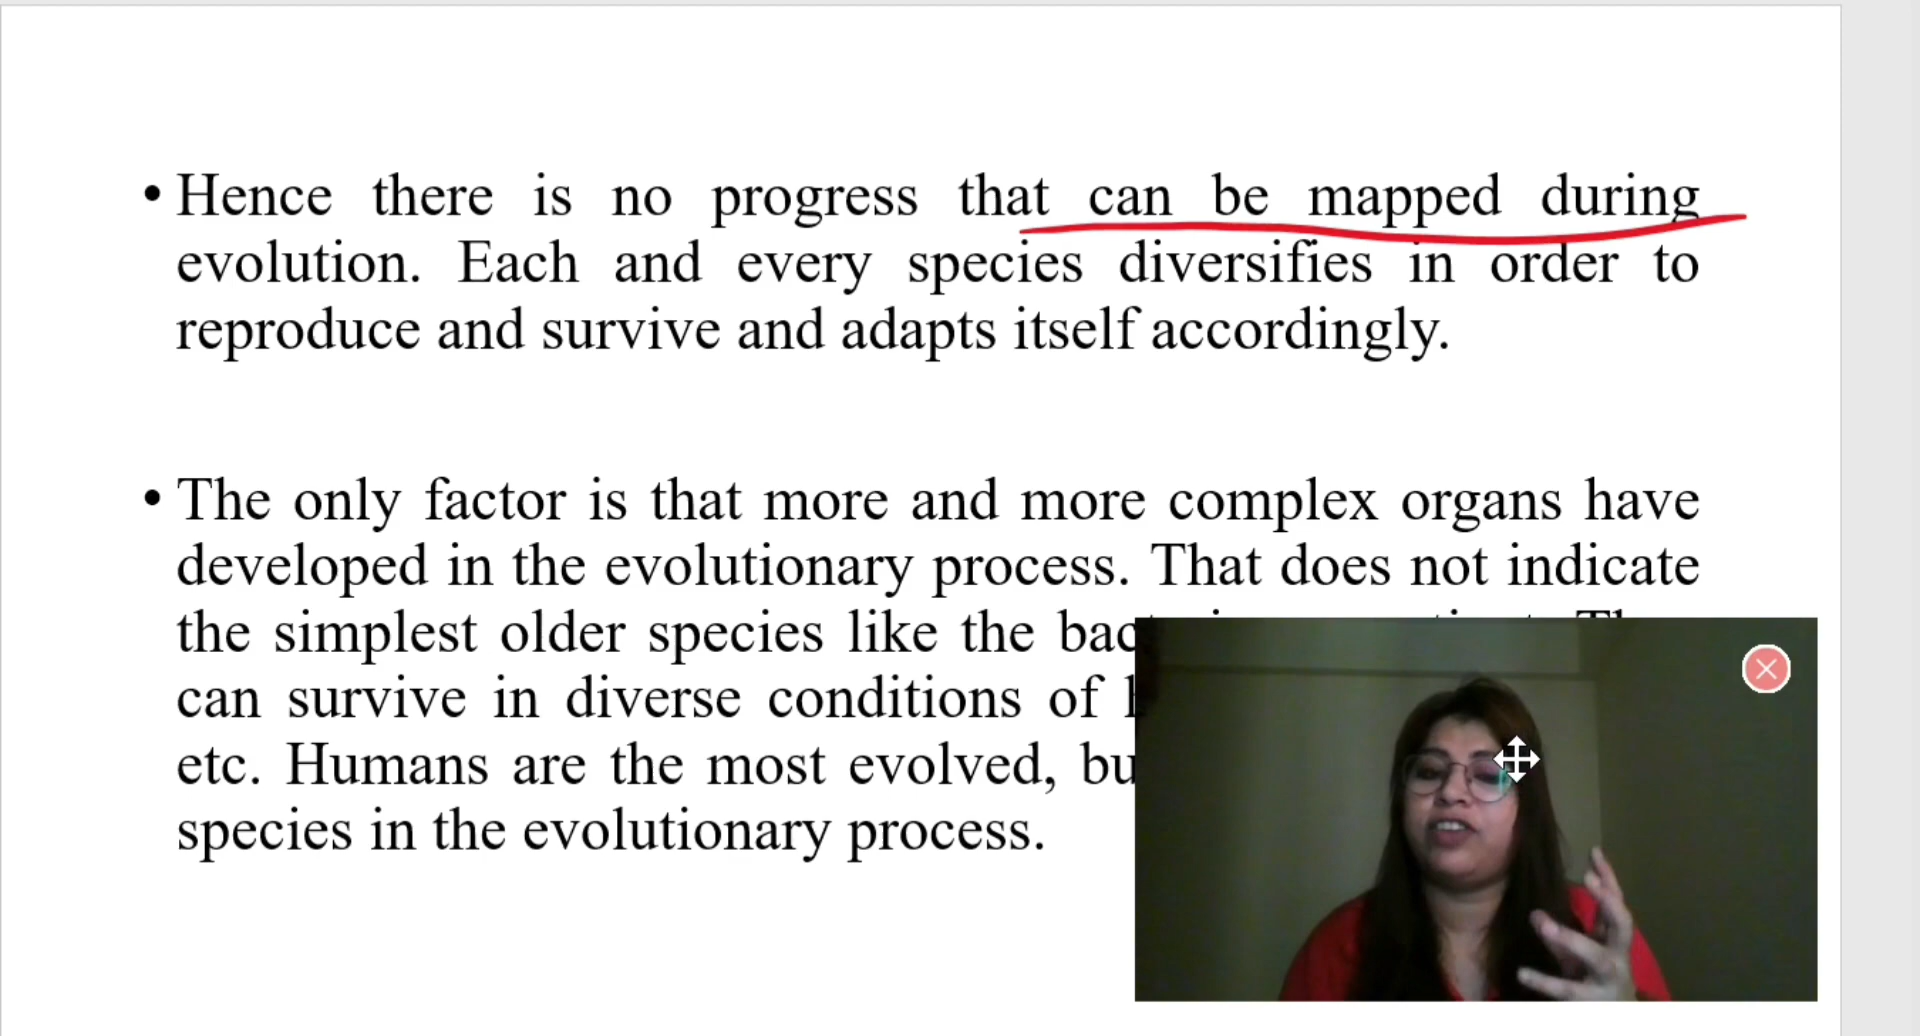 • Hence there is no progress that can be mapped during
evolution. Each and every species diversifies in order to
reproduce and survive and adapts itself accordingly.
• The only factor is that more and more complex organs have
developed in the evolutionary process. That does not indicate
the simplest older species like the
can survive in diverse conditions of
etc. Humans are the most evolved,
species in the evolutionary process.